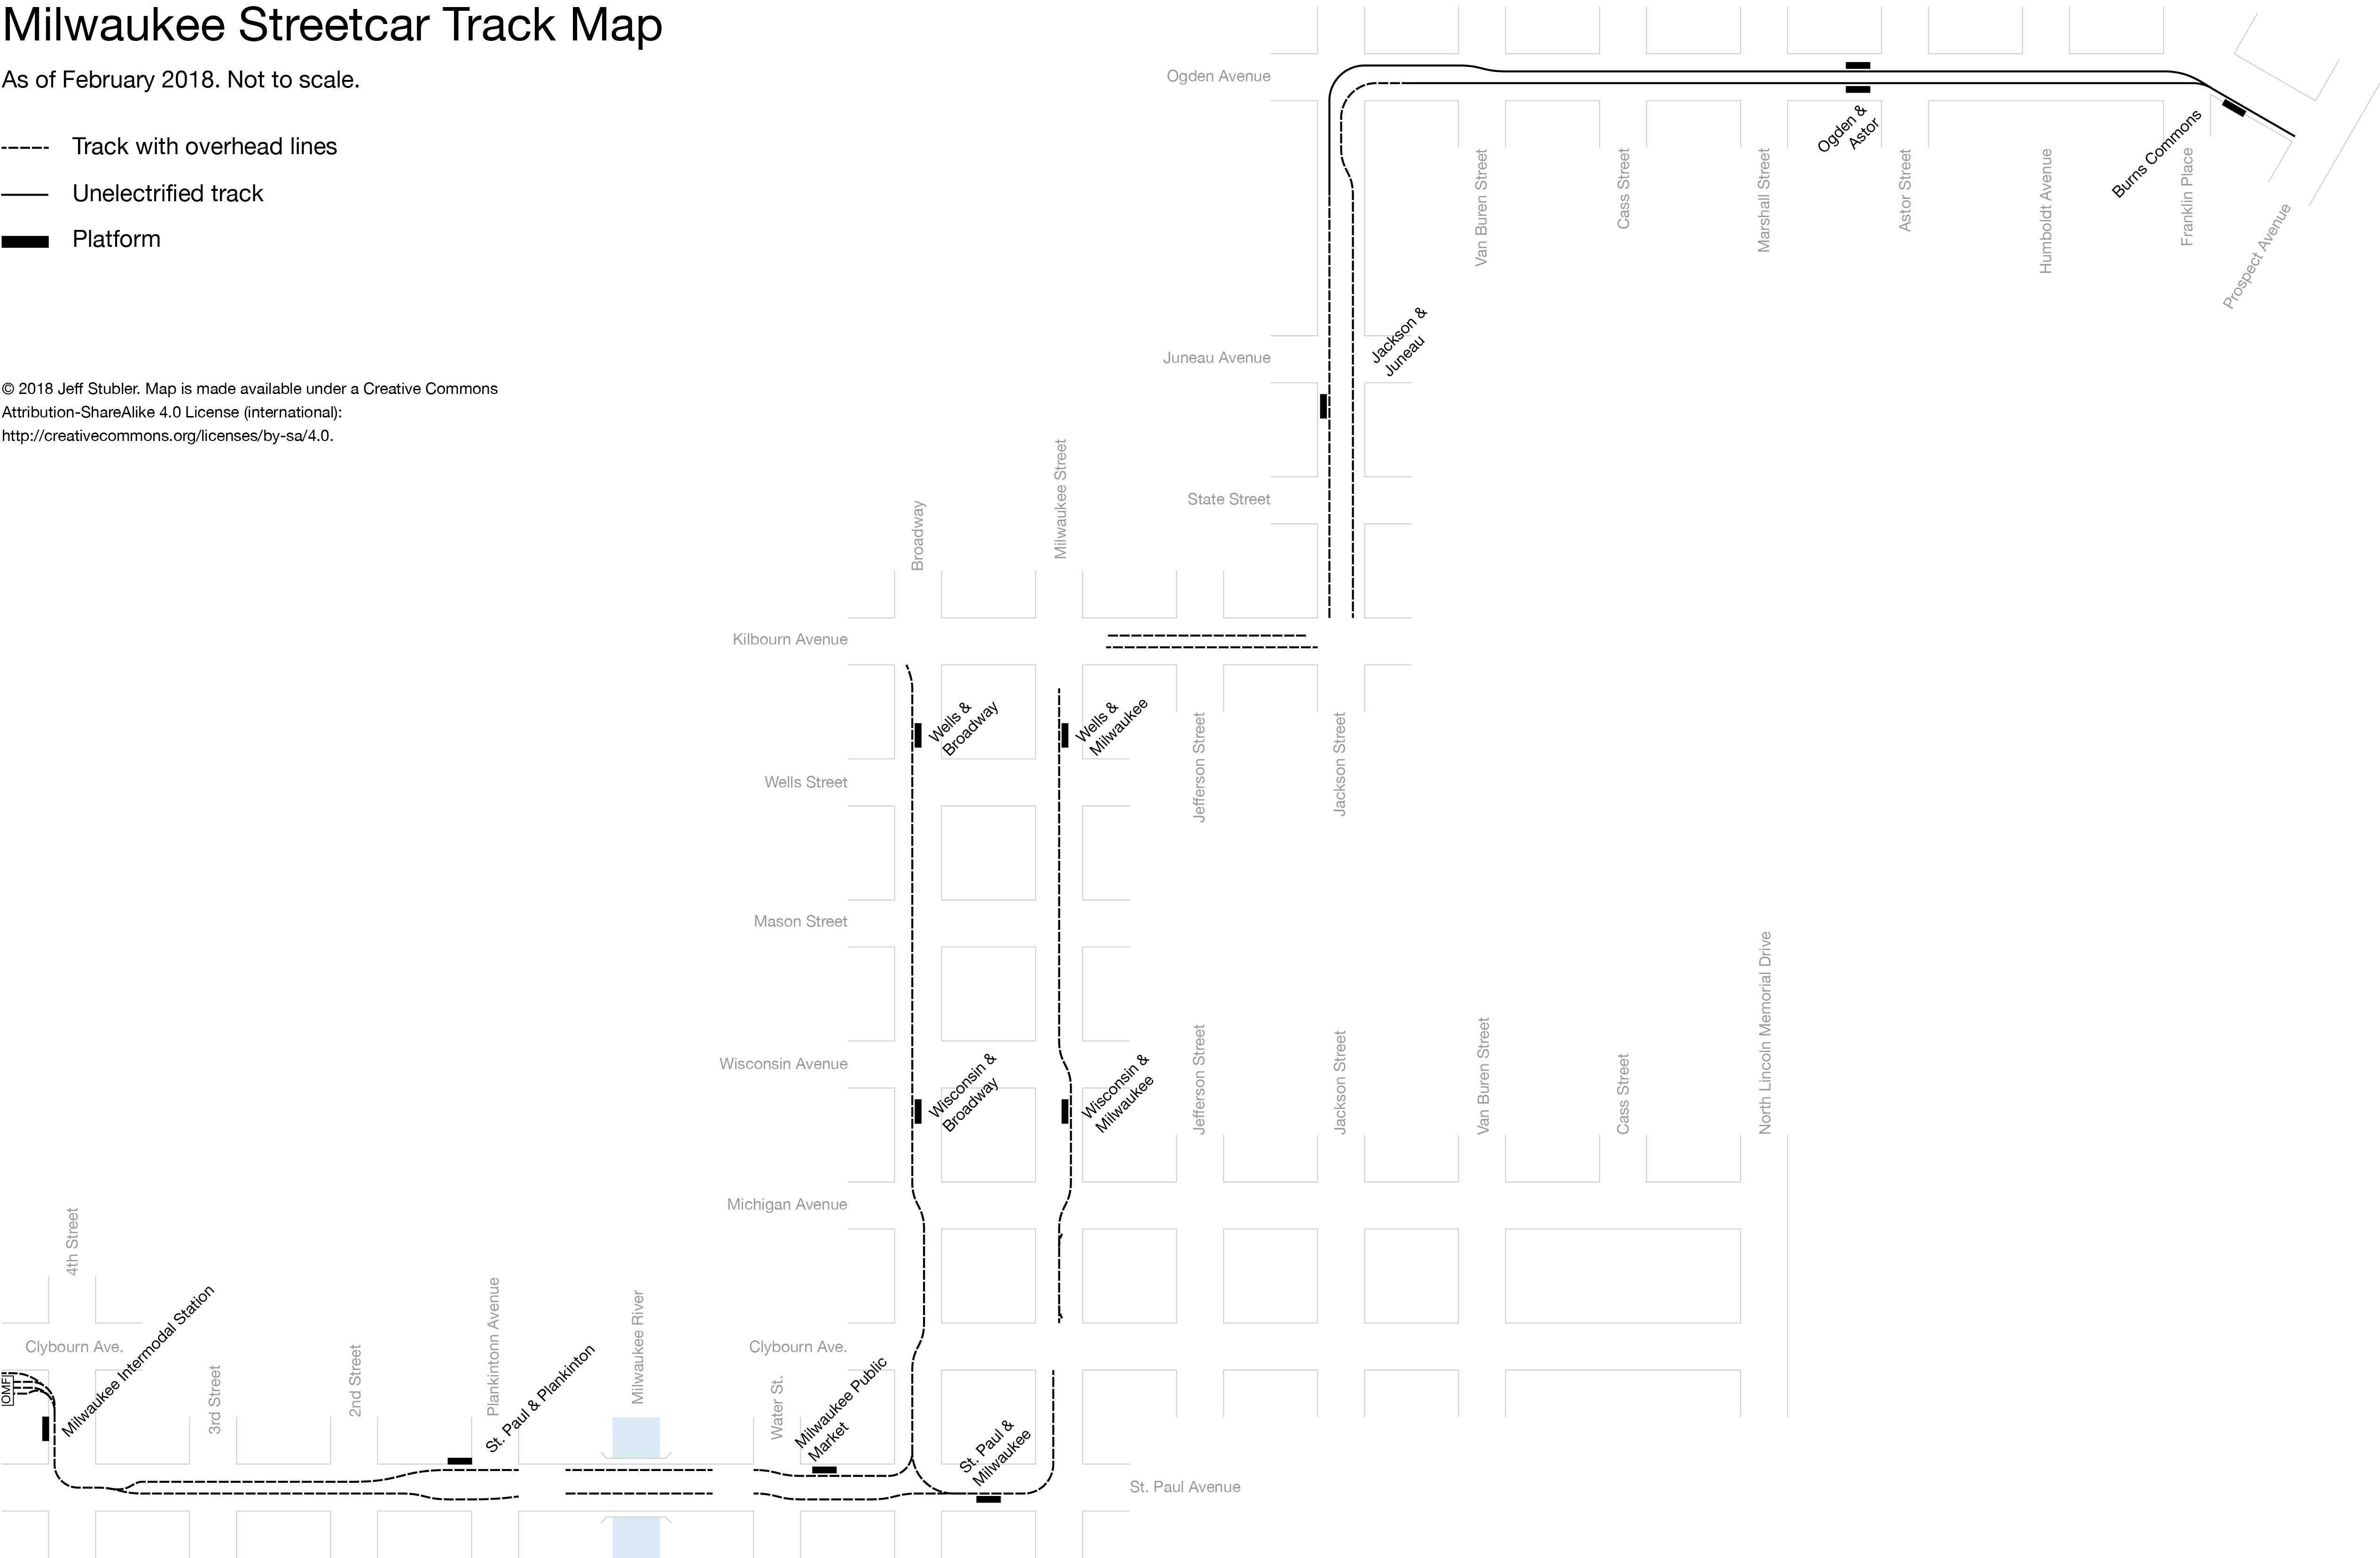 Milwaukee Streetcar Track Map
As of February 2018. Not to scale.
Track with overhead lines
Unelectrified track
Platform
© 2018 Jeff Stubler. Map is made available under a Creative Commons
Attribution-ShareAlike 4.0 License (international):
http://creativecommons.org/licenses/by-sa/4.0.
Ogden Avenue
Ogden &
Astor
Burns Commons
Van Buren Street
Cass Street
Marshall Street
Astor Street
Humboldt Avenue
Franklin Place
Prospect Avenue
Jackson &
Juneau
Juneau Avenue
State Street
Broadway
Milwaukee Street
Kilbourn Avenue
Wells &
Broadway
Wells &
Milwaukee
Jefferson Street
Jackson Street
Wells Street
Mason Street
Wisconsin Avenue
Wisconsin &
Broadway
Wisconsin &
Milwaukee
Jefferson Street
Jackson Street
Van Buren Street
Cass Street
North Lincoln Memorial Drive
Michigan Avenue
4th Street
Clybourn Ave.
OMF
Milwaukee Intermodal Station
3rd Street
2nd Street
Plankintonn Avenue
St. Paul & Plankinton
Milwaukee River
Clybourn Ave.
Water St.
Milwaukee Public
Market
St. Paul &
Milwaukee
St. Paul Avenue